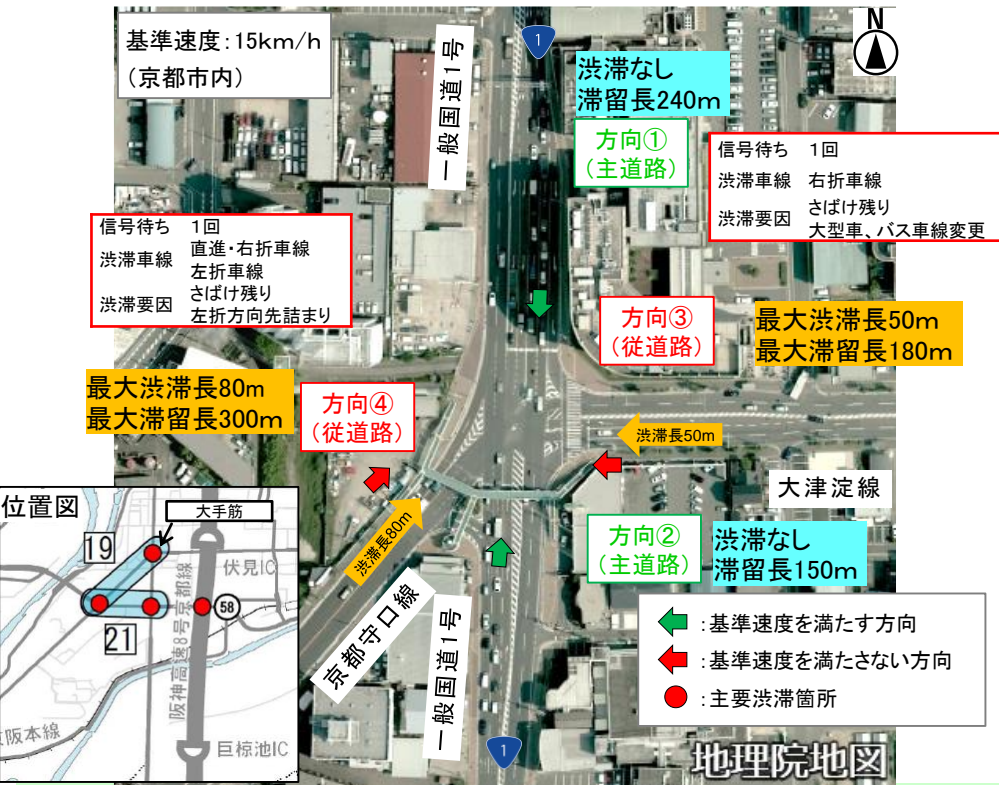 基準速度:15km/h
(京都市内)
一般国道1号
1
N
渋滞なし
滞留長240m
方向①
(主道路)
信号待ち 1回
渋滞車線 右折車線
渋滞要因 さばけ残り
大型車、バス車線変更
信号待ち 1回
渋滞車線 直進・右折車線
左折車線
渋滞要因 さばけ残り
左折方向先詰まり
方向③
(従道路)
最大渋滞長50m
最大滞留長180m
最大渋滞長80m
最大滞留長300m
方向④
(従道路)
渋滞長50m
渋滞長80m
大津淀線
方向②
(主道路)
渋滞なし
滞留長150m
京都守口線
一般国道1号
1
位置図
大手筋
19
21
伏見IC
58
阪神高速8号京都線
阪本線
巨椋池IC
:基準速度を満たす方向
:基準速度を満たさない方向
:主要渋滞箇所
地理院地図